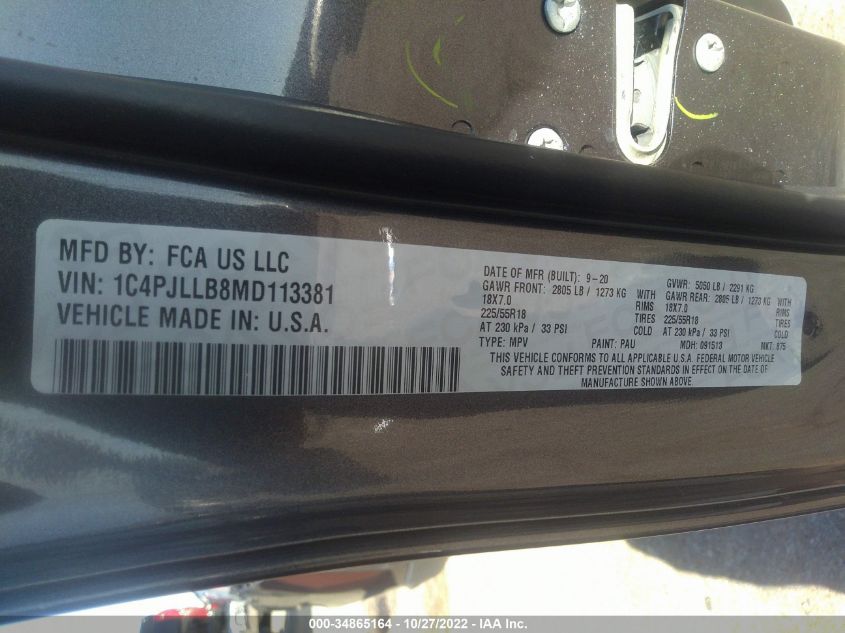 MFD BY: FCA US LLC
VIN: 1C4PJLLB8MD113381
VEHICLE MADE IN: U.S.A.
DATE OF MFR (BUILT): 9-20 GVWR: 5050 LB / 2291 KG
GAWR FRONT: 2805 LB / 1273 KG WITH GAWR REAR: 2805 LB / 1273 KG WITH
18X7.0 RIMS 18X7.0 RIMS
225/55R18 TIRES 225/55R18 TIRES
AT 230 kPa / 33 PSI COLD AT 230 kPa / 33 PSI COLD
TYPE: MPV PAINT: PAU MDH: 091513 MKT: 875
THIS VEHICLE CONFORMS TO ALL APPLICABLE U.S.A. FEDERAL MOTOR VEHICLE
SAFETY AND THEFT PREVENTION STANDARDS IN EFFECT ON THE DATE OF
MANUFACTURE SHOWN ABOVE.
000-34865164 - 10/27/2022 - IAA Inc.